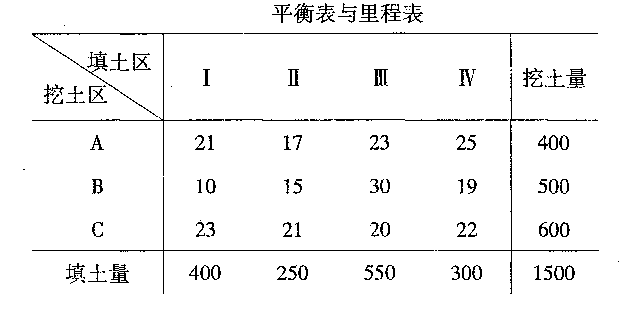 平衡表与里程表
填土区
挖土区 Ⅰ Ⅱ Ⅲ Ⅳ 挖土量
A 21 17 23 25 400
B 10 15 30 19 500
C 23 21 20 22 600
填土量 400 250 550 300 1500